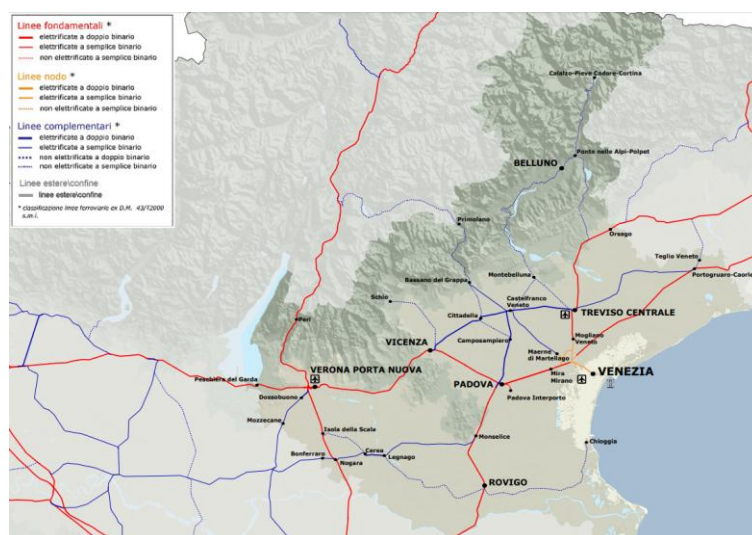 Linee fondamentali *
elettrificate a doppio binario
elettrificate a semplice binario
non elettrificate a semplice binario
Linee nodo *
elettrificate a doppio binario
elettrificate a semplice binario
non elettrificate a semplice binario
Linee complementari *
elettrificate a doppio binario
elettrificate a semplice binario
non elettrificate a doppio binario
non elettrificate a semplice binario
Linee estere\confine
linee estere\confine
* classificazione linee ferroviarie ex D.M. 43/T2000
s.m.i.
Calalzo-Pieve Cadore-Cortina
Ponte nelle Alpi-Polpet
BELLUNO
Primolano
Orsago
Teglio Veneto
Portogruaro-Caorle
Bassano del Grappa
Montebelluna
Schio
Castelfranco
Veneto
TREVISO CENTRALE
Cittadella
Peri
Camposampiero
Mogliano
Veneto
VICENZA
Maerne
di Martellago
VERONA PORTA NUOVA
Mira
Mirano
VENEZIA
Peschiera del Garda
PADOVA
Padova Interporto
Dossobuono
Mozzecane
Isola della Scala
Monselice
Chioggia
Bonferraro
Cerea
Nogara
Legnago
ROVIGO